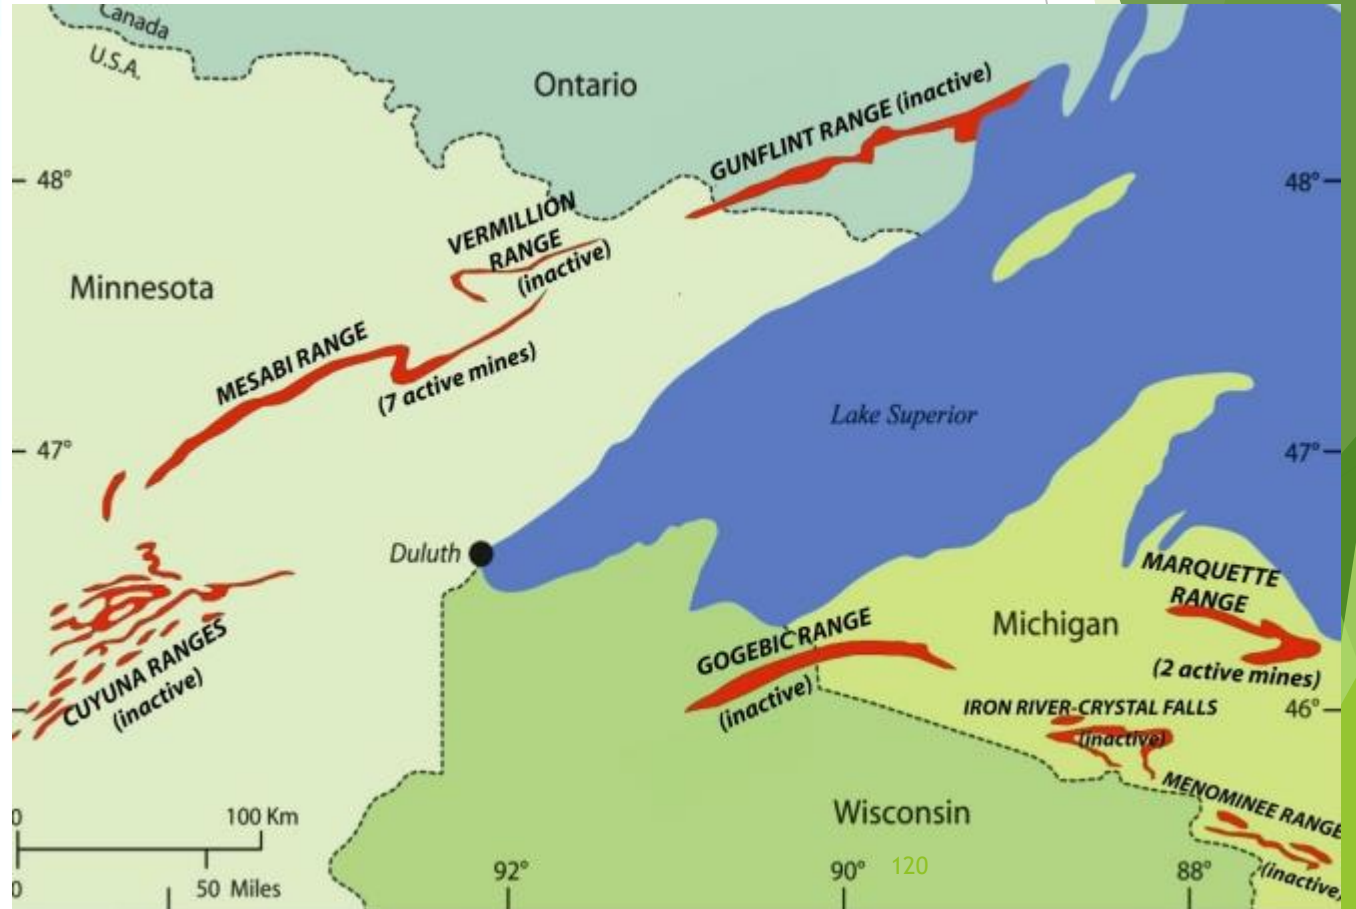 Canada
U.S.A.
Ontario
GUNFLINT RANGE (inactive)
48°
48°
VERMILLION
RANGE
(inactive)
Minnesota
MESABI RANGE
(7 active mines)
Lake Superior
47°
47°
Duluth
MARQUETTE
RANGE
(2 active mines)
Michigan
GOGEBIC RANGE
(inactive)
CUYUNA RANGES
(inactive)
IRON RIVER-CRYSTAL FALLS
(inactive)
46°
MENOMINEE RANGE
(inactive)
Wisconsin
0
100 Km
0
50 Miles
92°
90°
120
88°